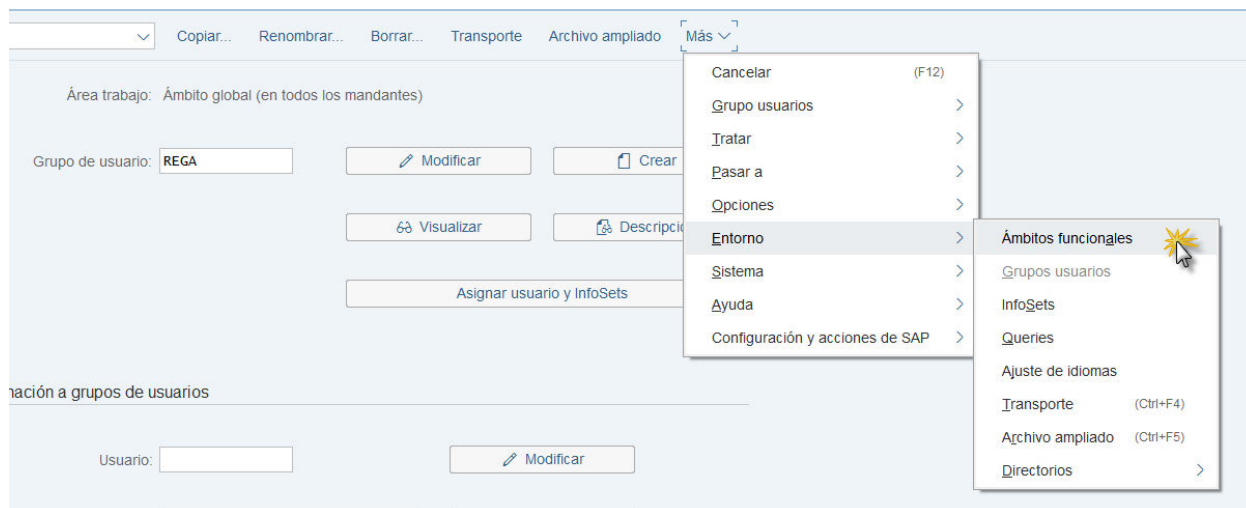 Copiar... Renombrar... Borrar... Transporte Archivo ampliado Más
Cancelar (F12)
Área trabajo: Ámbito global (en todos los mandantes)
Grupo usuarios
Tratar
Grupo de usuario: REGA Modificar Crear
Pasar a
Opciones
Visualizar
Entorno Ámbitos funcionales
Sistema Grupos usuarios
Asignar usuario y InfoSets
Ayuda InfoSets
Configuración y acciones de SAP Queries
Ajuste de idiomas
a grupos de usuarios
Transporte (Ctrl+F4)
Archivo ampliado (Ctrl+F5)
Usuario: Modificar
Directorios